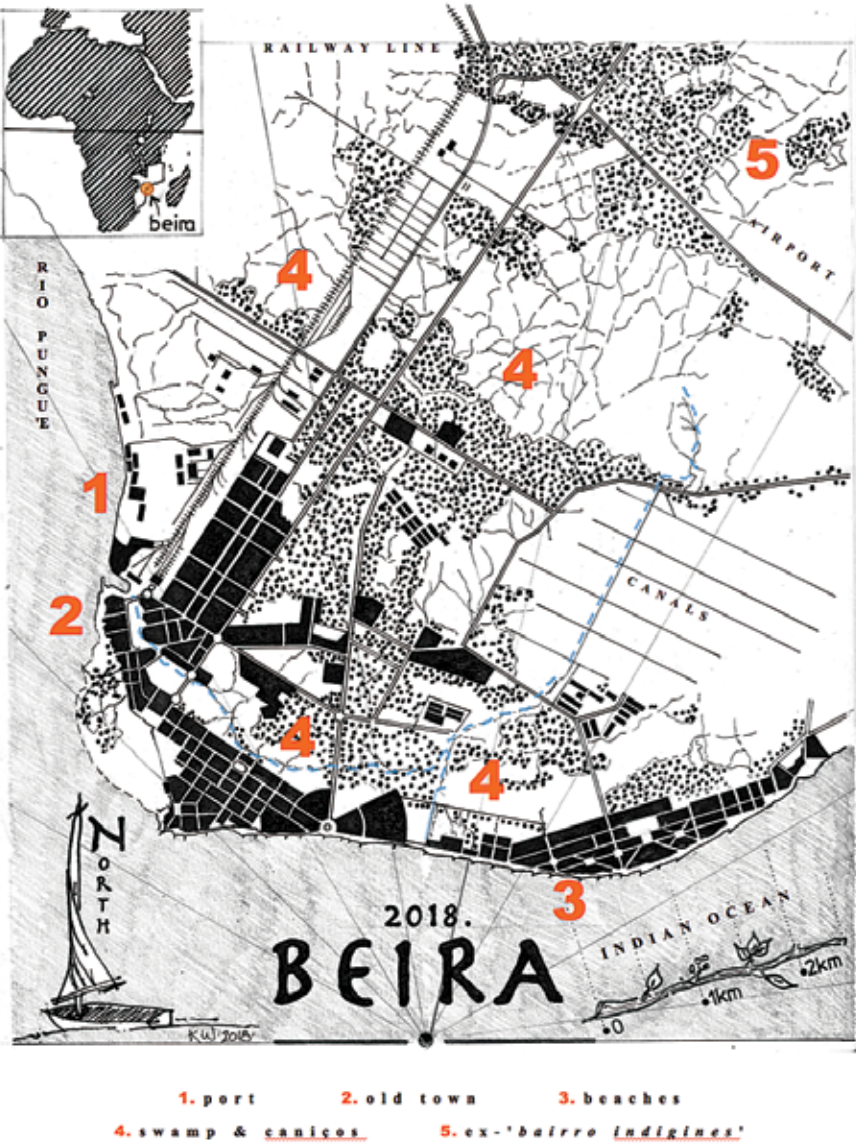 RAILWAY LINE
5
beira
AIRPORT
4
RIO PUNGUE
4
1
CANALS
2
4
4
NORTH
3
2018.
INDIAN OCEAN
BEIRA
2km
1km
0
KW 2018
1. port 2. old town 3. beaches
4. swamp & caniços 5. ex-'bairro indigines'